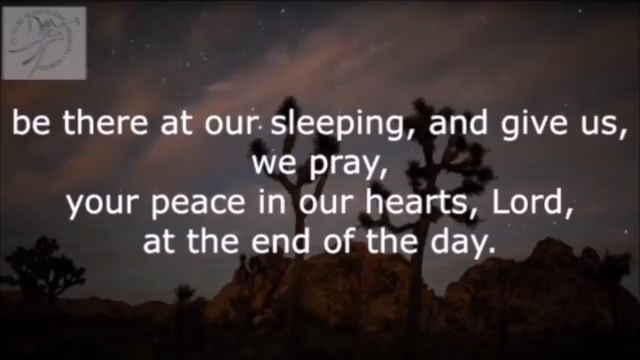 be there at our sleeping, and give us,
we pray,
your peace in our hearts, Lord,
at the end of the day.